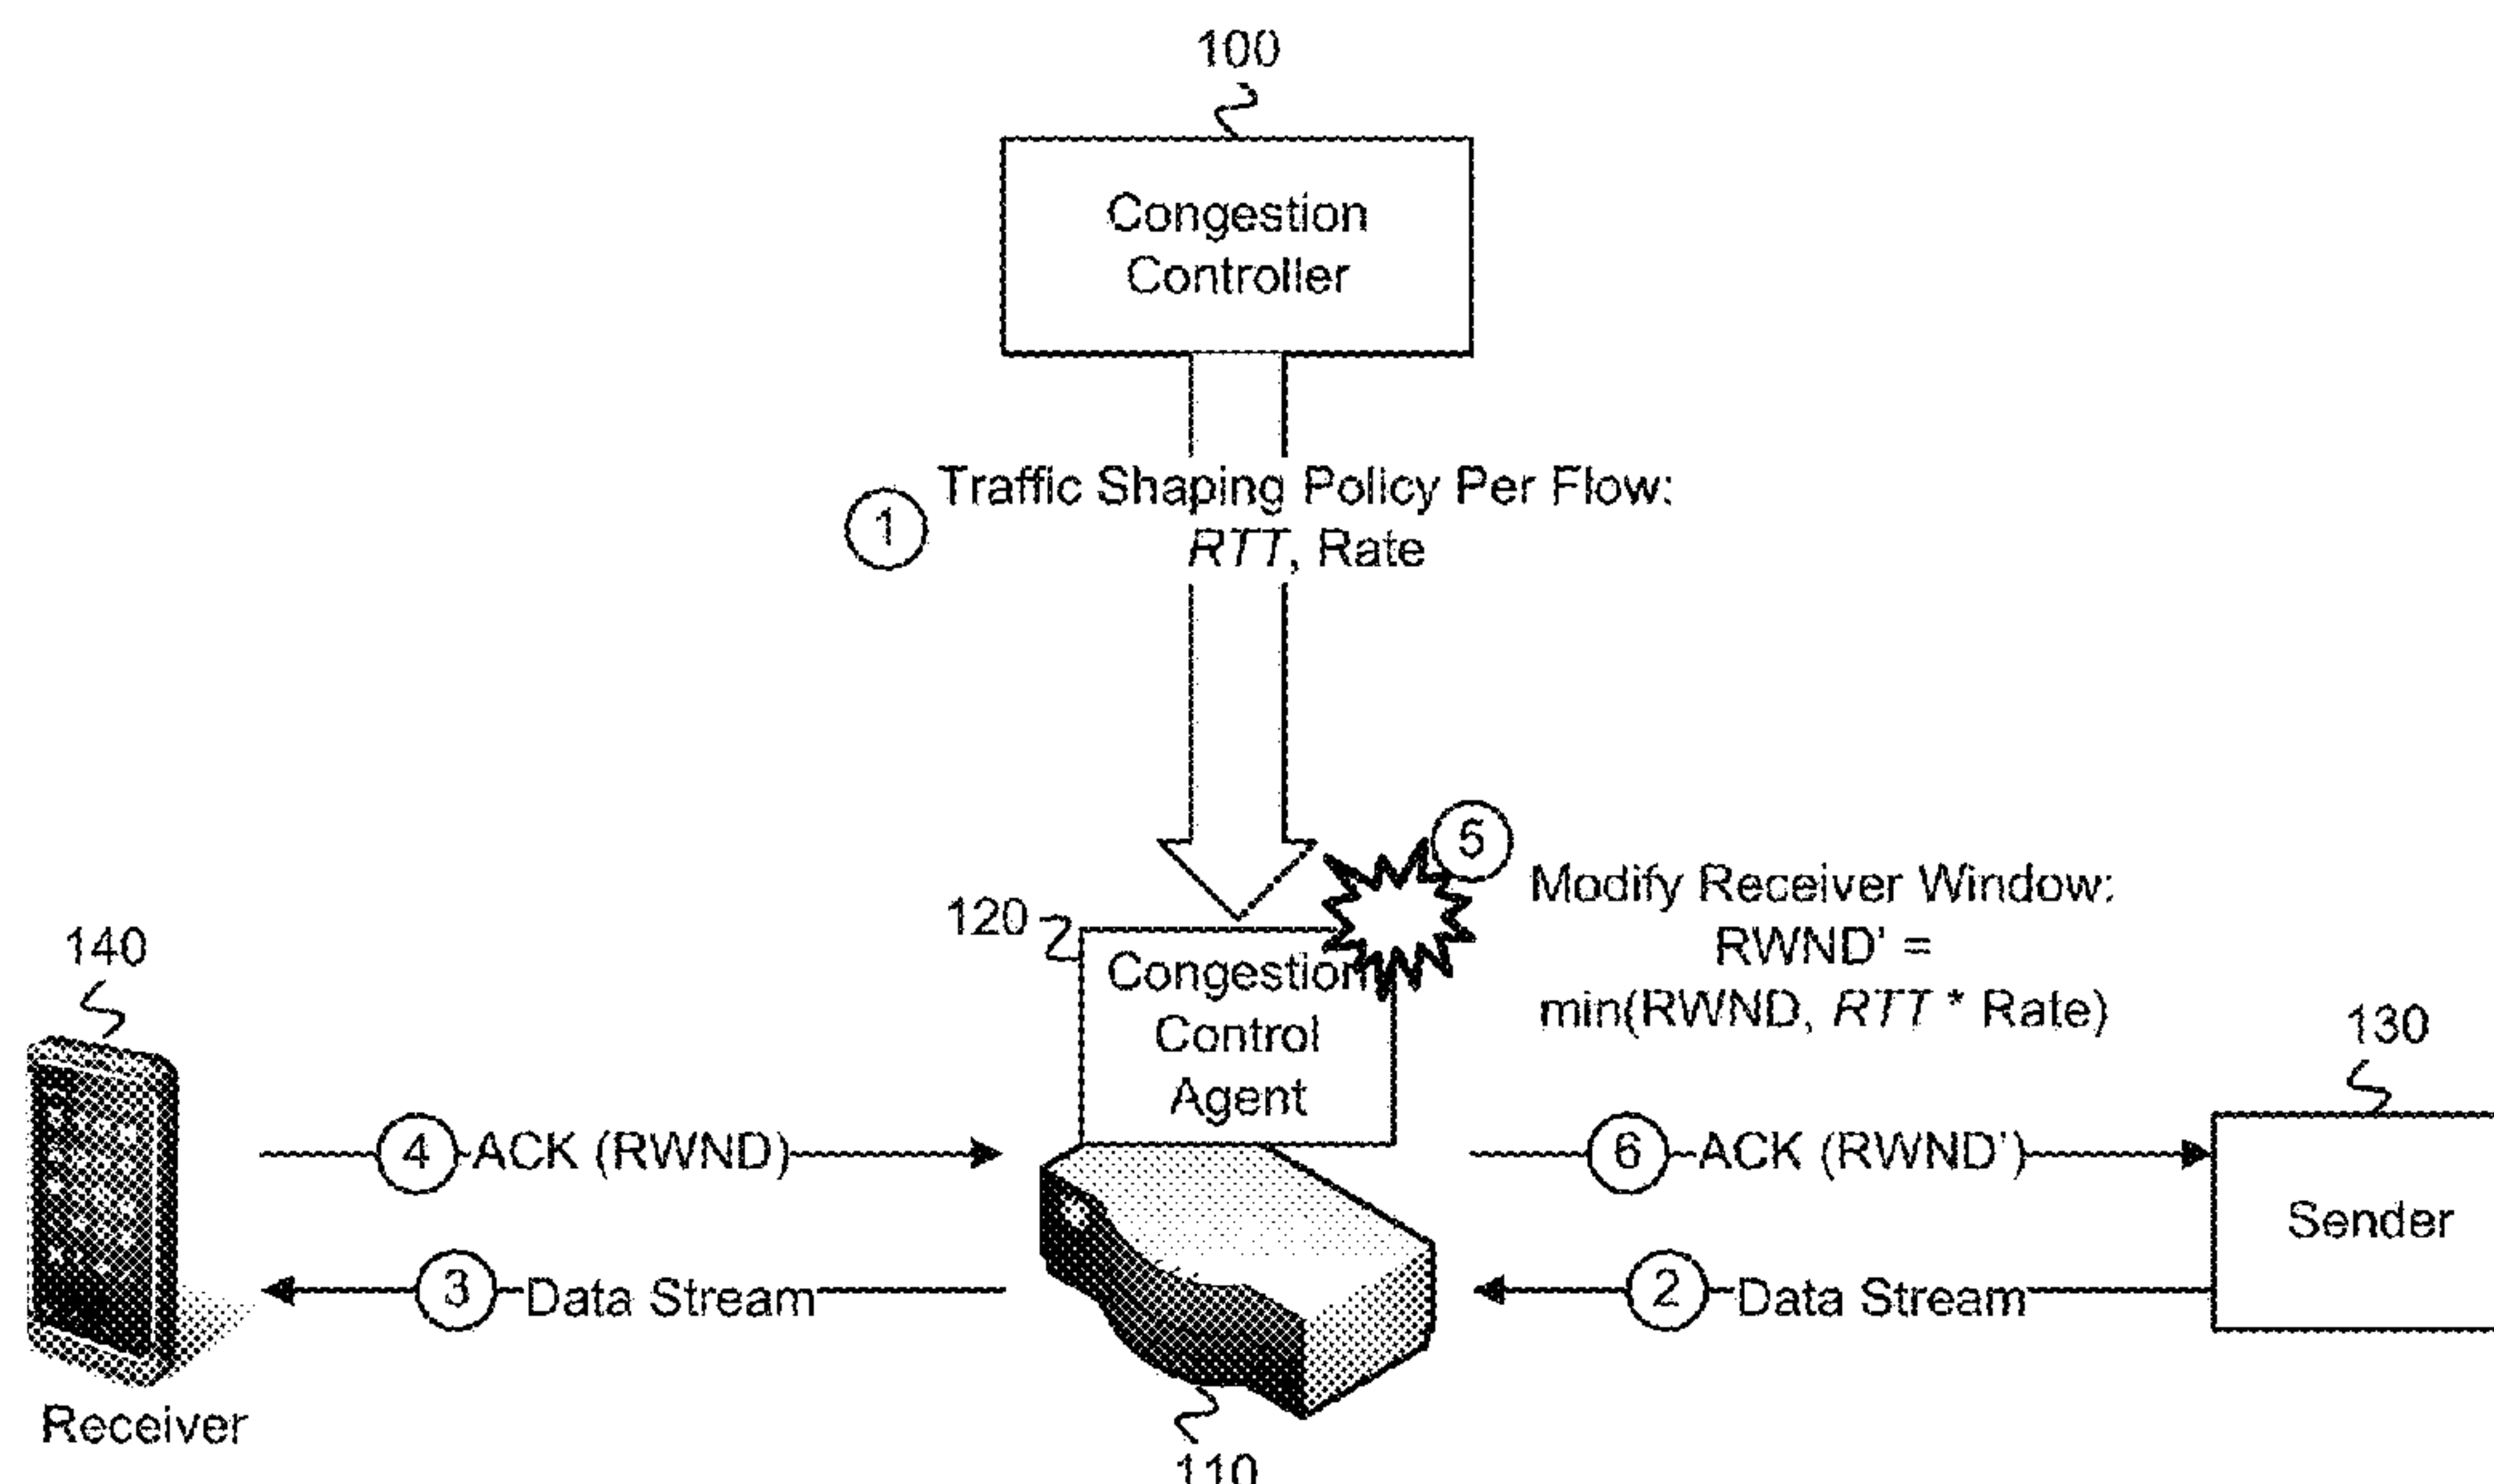 100
Congestion
Controller
1
Traffic Shaping Policy Per Flow:
RTT, Rate
5
Modify Receiver Window:
RWND' =
min(RWND, RTT * Rate)
120
Congestion
Control
Agent
140
130
4 ACK (RWND)
6 ACK (RWND')
Sender
3 Data Stream
2 Data Stream
Receiver
110